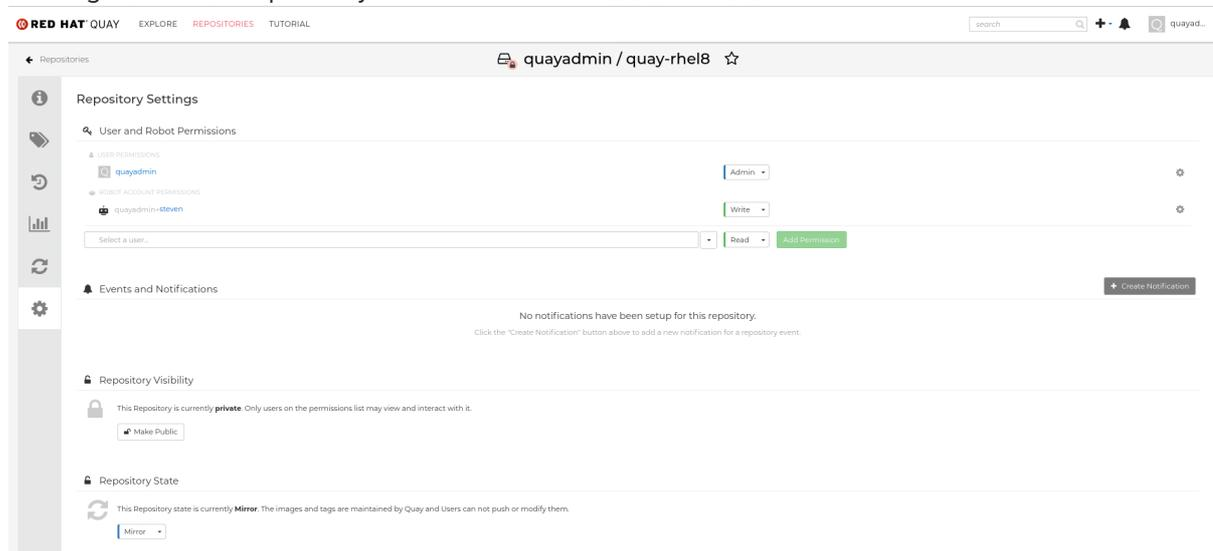 RED HAT QUAY EXPLORE REPOSITORIES TUTORIAL search quayad...
Repositories
quayadmin / quay-rhel8
Repository Settings
User and Robot Permissions
USER PERMISSIONS
quayadmin Admin
ROBOT ACCOUNT PERMISSIONS
quayadmin+steven Write
Select a user... Read Add Permission
Events and Notifications + Create Notification
No notifications have been setup for this repository.
Click the "Create Notification" button above to add a new notification for a repository event.
Repository Visibility
This Repository is currently private. Only users on the permissions list may view and interact with it.
Make Public
Repository State
This Repository state is currently Mirror. The images and tags are maintained by Quay and Users can not push or modify them.
Mirror